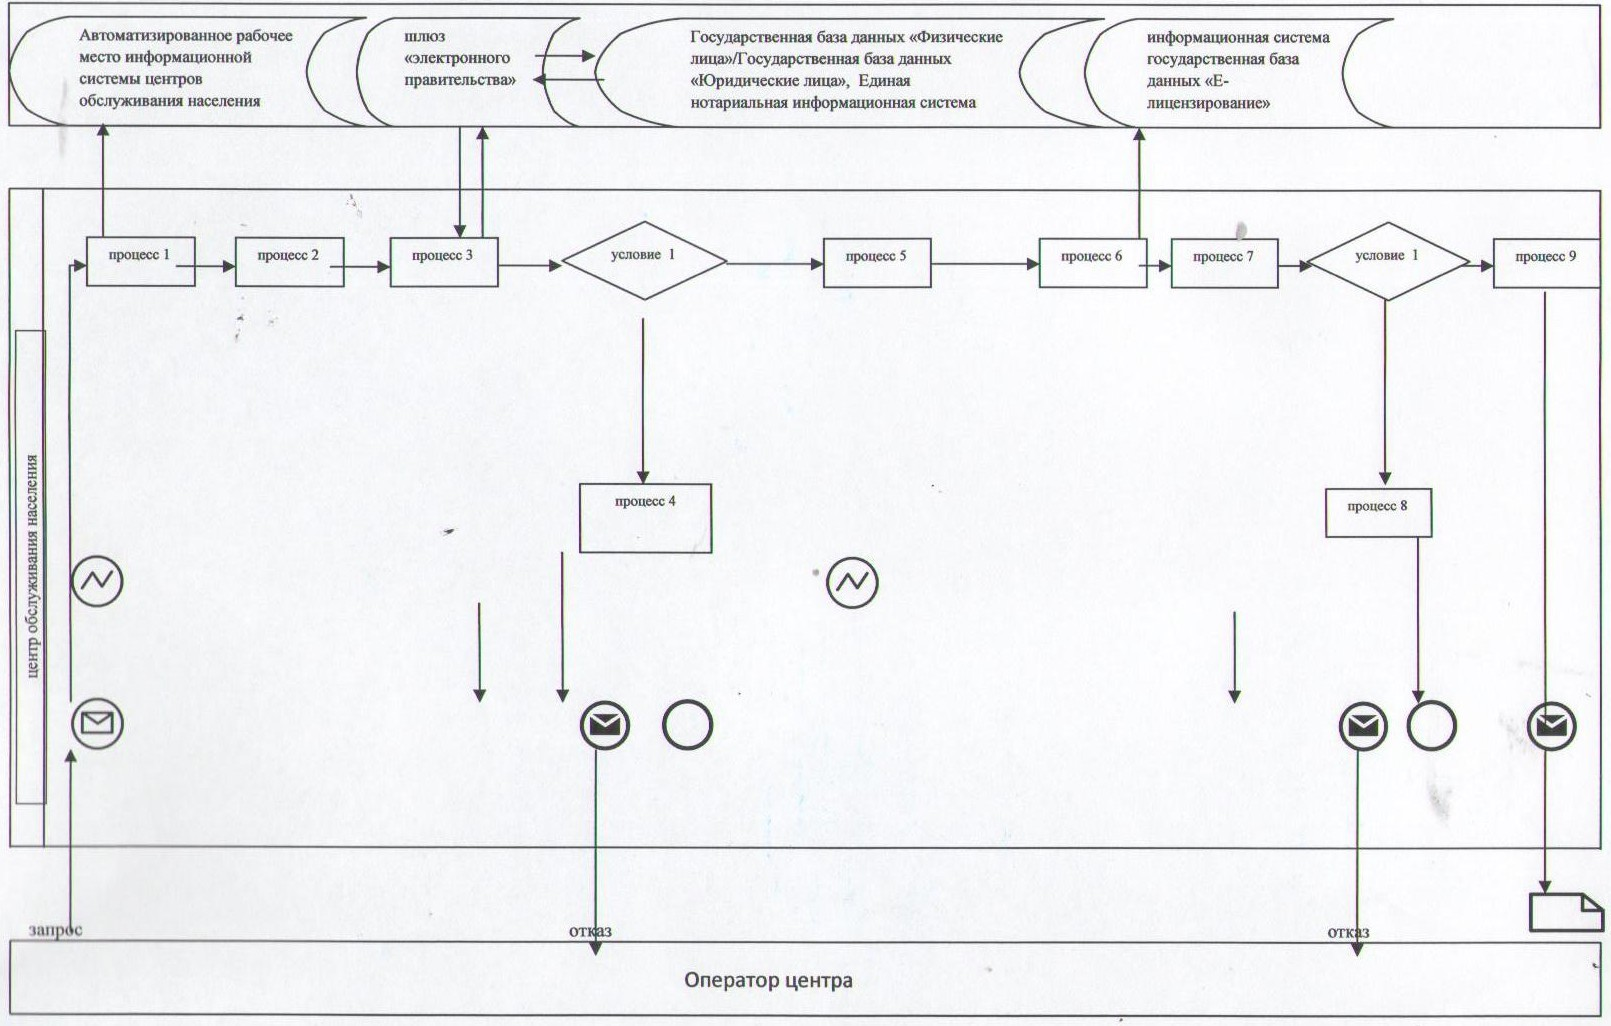 Автоматизированное рабочее
место информационной
системы центров
обслуживания населения
шлюз
«электронного
правительства»
Государственная база данных «Физические
лица»/Государственная база данных
«Юридические лица», Единая
нотариальная информационная система
информационная система
государственная база
данных «Е-
лицензирование»
процесс 1
процесс 2
процесс 3
условие 1
процесс 5
процесс 6
процесс 7
условие 1
процесс 9
процесс 4
процесс 8
центр обслуживания населения
запрос
отказ
отказ
Оператор центра